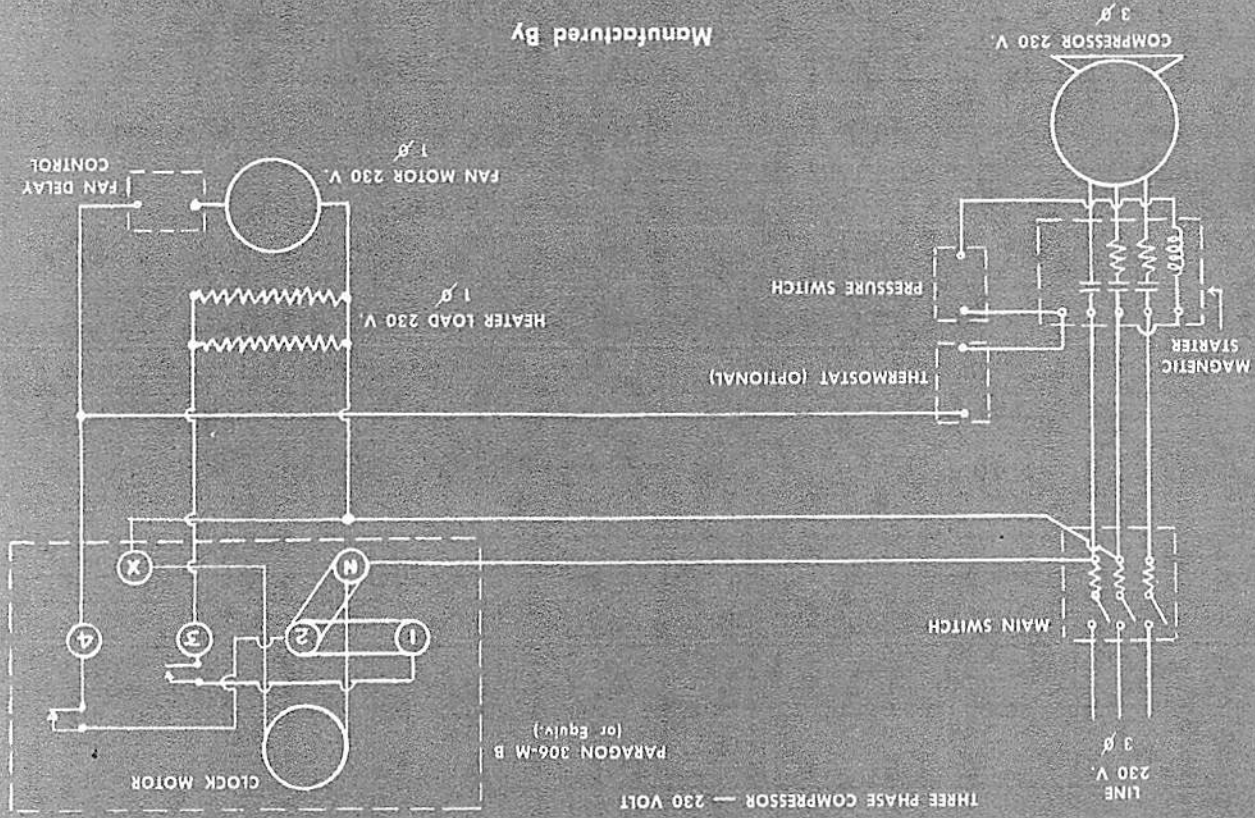 THREE PHASE COMPRESSOR — 230 VOLT
LINE
230 V.
3 Ø
PARAGON 306-M B
(or Equiv.)
CLOCK MOTOR
MAIN SWITCH
1
2
3
4
N
X
MAGNETIC
STARTER
THERMOSTAT (OPTIONAL)
PRESSURE SWITCH
HEATER LOAD 230 V.
1 Ø
FAN MOTOR 230 V.
1 Ø
FAN DELAY
CONTROL
COMPRESSOR 230 V.
3 Ø
Manufactured By